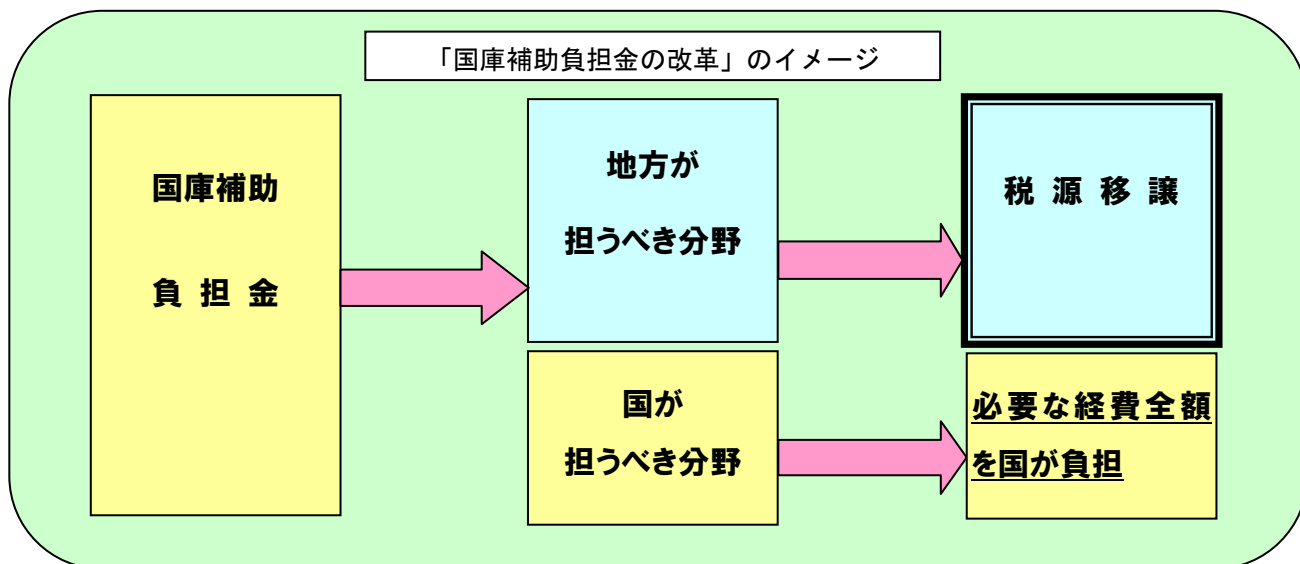 「国庫補助負担金の改革」のイメージ
国庫補助
負担金
地方が
担うべき分野
税源移譲
国が
担うべき分野
必要な経費全額
を国が負担